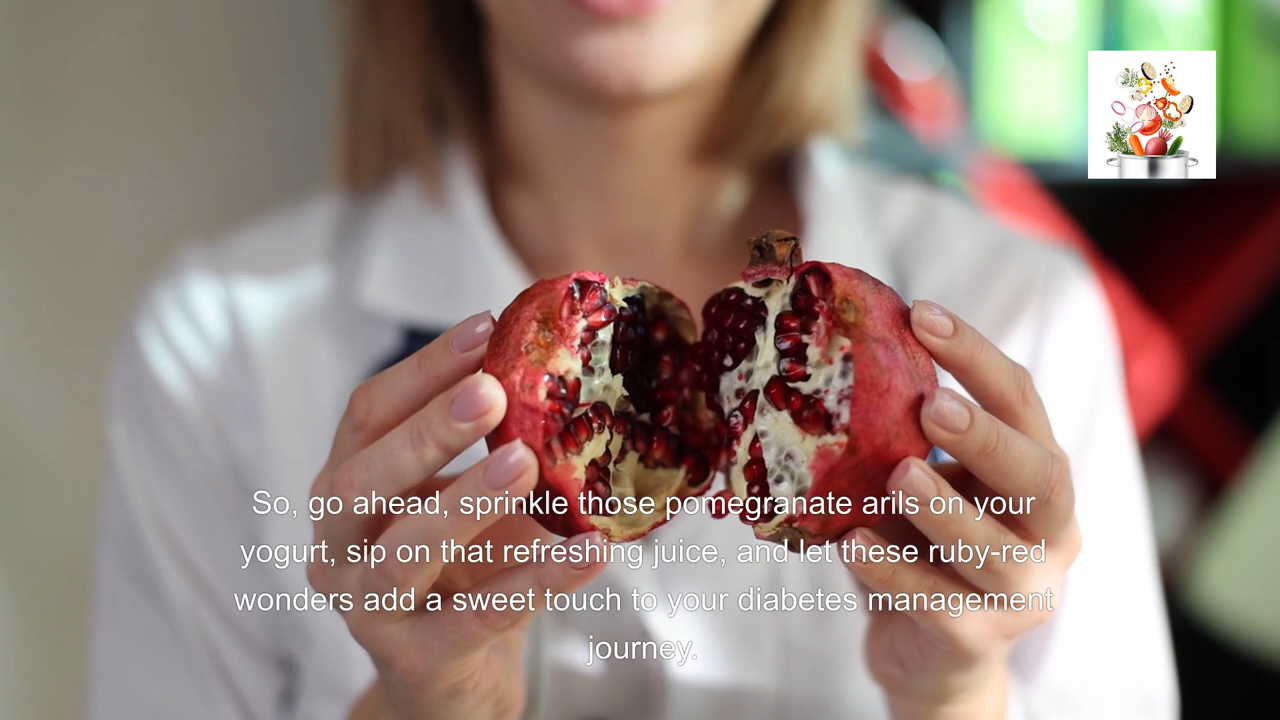 So, go ahead, sprinkle those pomegranate arils on your
yogurt, sip on that refreshing juice, and let these ruby-red
wonders add a sweet touch to your diabetes management
journey.